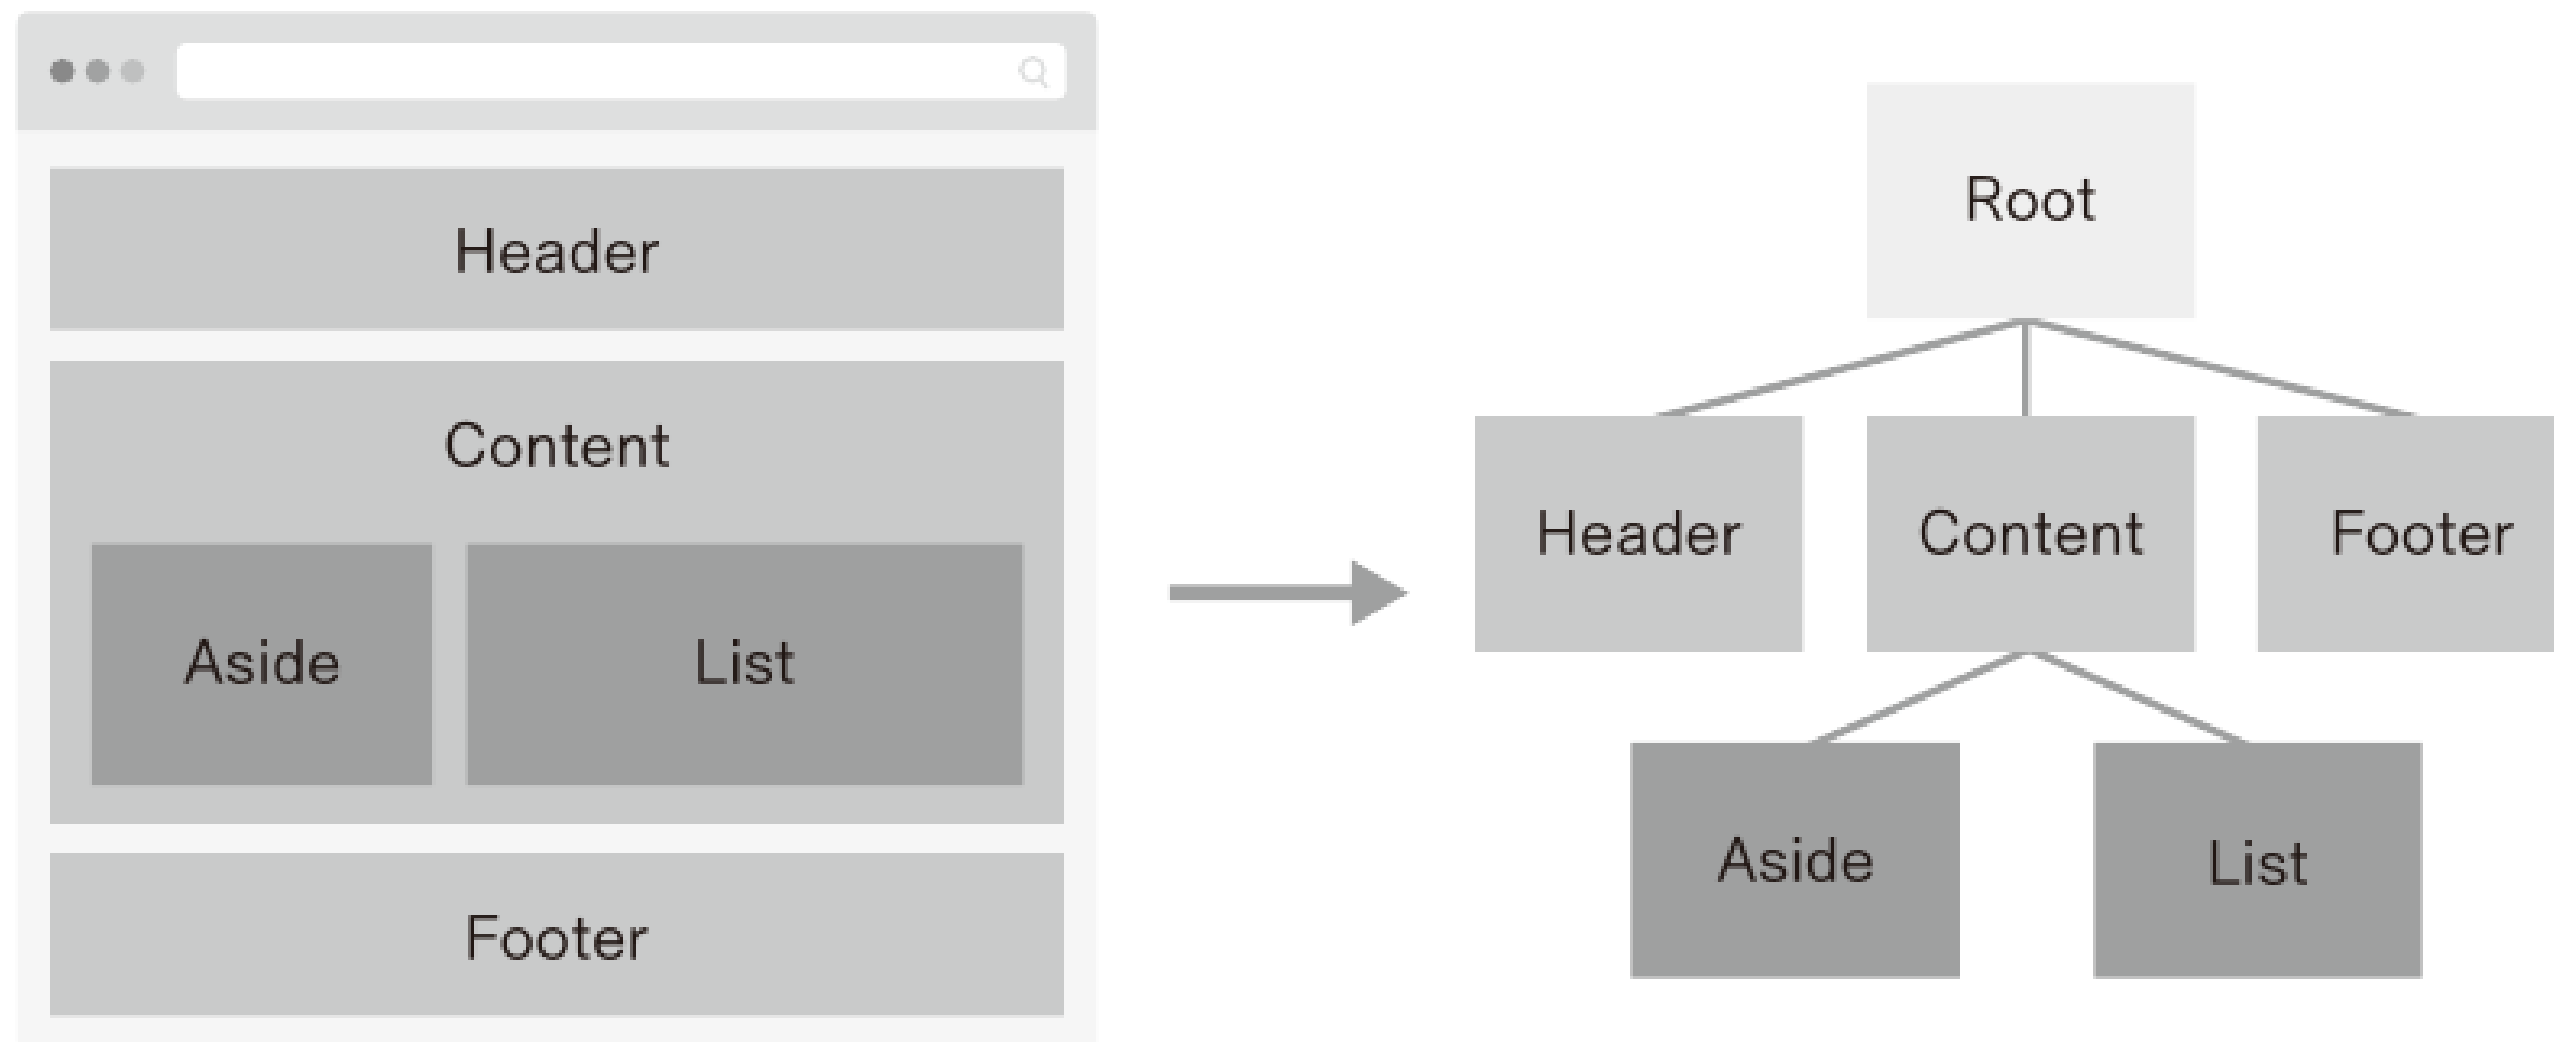 Header
Content
Aside
List
Footer
Root
Header
Content
Footer
Aside
List